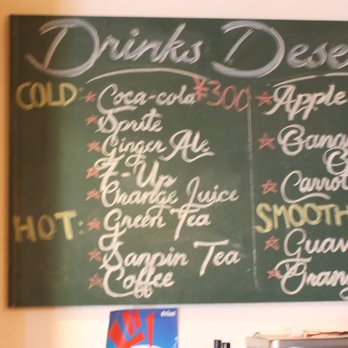 Drinks Dese
COLD: Coca-cola ¥300
Sprite
Ginger Ale
7-Up
Orange Juice
HOT: Green Tea
Sanpin Tea
Coffee
Apple
Carrot
SMOOTH
Guav
Orang